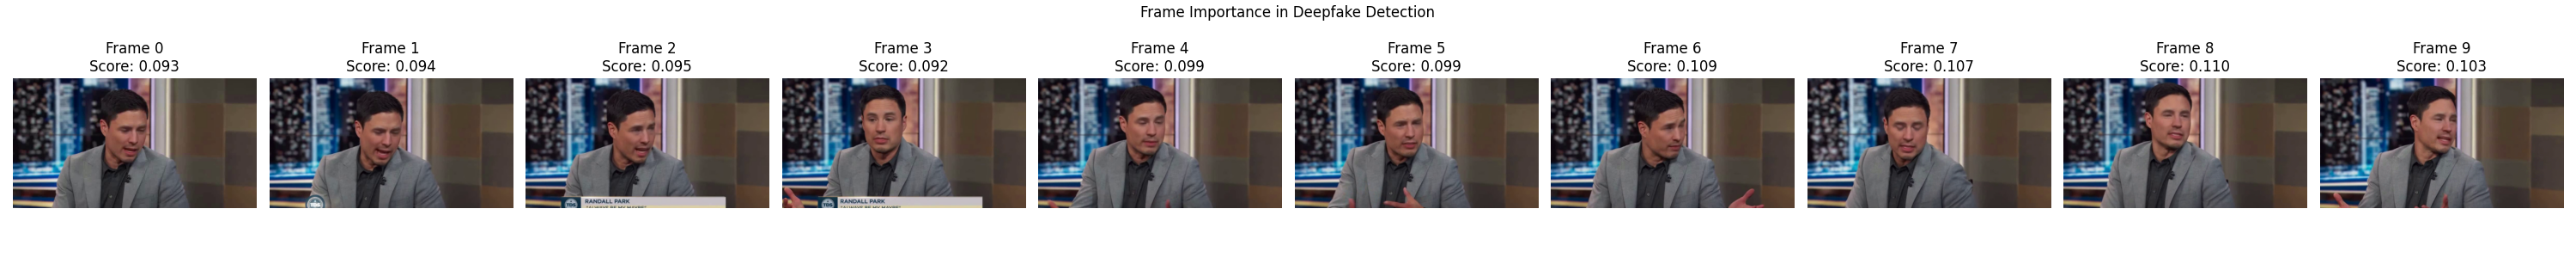 Frame Importance in Deepfake Detection
Frame 0
Score: 0.093
Frame 1
Score: 0.094
Frame 2
Score: 0.095
RANDALL PARK
Frame 3
Score: 0.092
RANDALL PARK
Frame 4
Score: 0.099
Frame 5
Score: 0.099
Frame 6
Score: 0.109
Frame 7
Score: 0.107
Frame 8
Score: 0.110
Frame 9
Score: 0.103